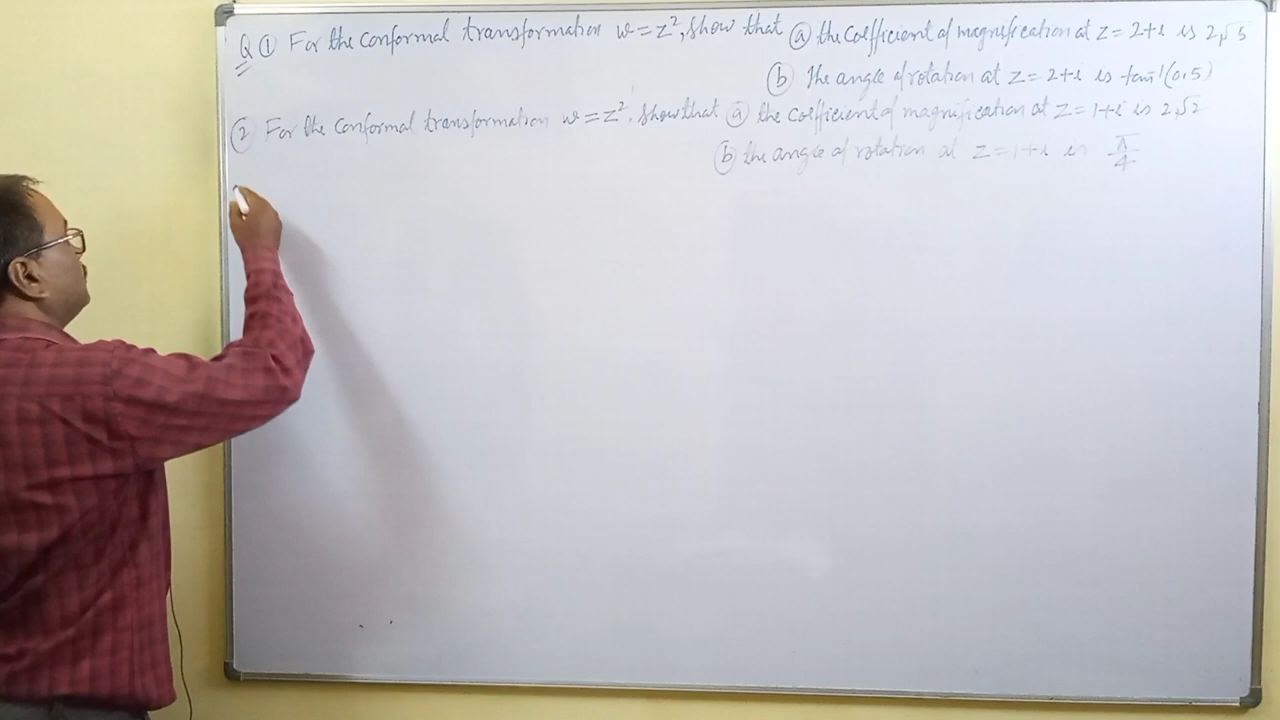 Q ① For the conformal transformation w = z², show that ⓐ the coefficient of magnification at z = 2+i is 2√5
ⓑ The angle of rotation at z = 2+i is tan⁻¹(0.5)
② For the conformal transformation w = z², show that ⓐ the coefficient of magnification at z = 1+i is 2√2
ⓑ the angle of rotation at z = 1+i is π/4